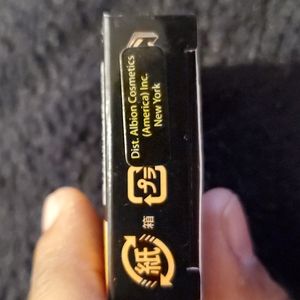 Dist. Albion Cosmetics
(America) Inc.
New York
プラ
箱
紙